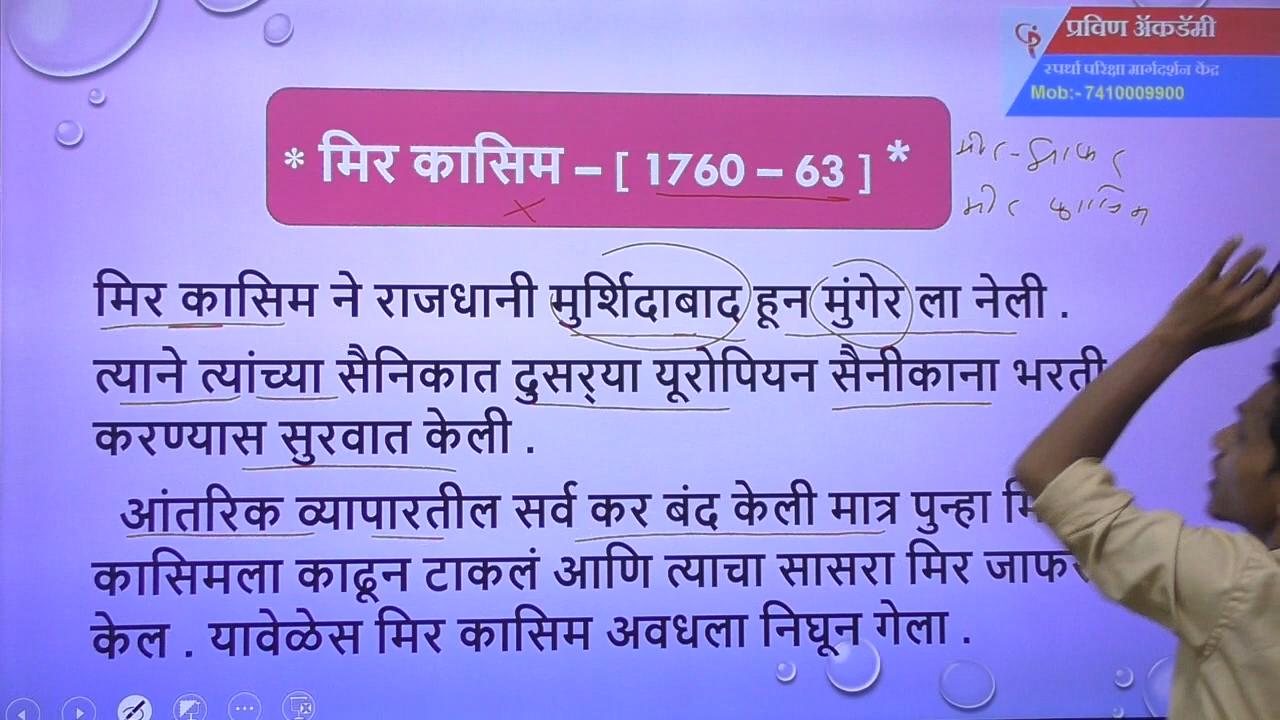 प्रविण ॲकडॅमी
स्पर्धा परिक्षा मार्गदर्शन केंद्र
Mob:- 7410009900
* मिर कासिम – [ 1760 – 63 ] *
मीर - जाफर
मीर कासिम
मिर कासिम ने राजधानी मुर्शिदाबाद हून मुंगेर ला नेली .
त्याने त्यांच्या सैनिकात दुसऱ्या यूरोपियन सैनीकाना भरती
करण्यास सुरवात केली .
आंतरिक व्यापारतील सर्व कर बंद केली मात्र पुन्हा
कासिमला काढून टाकलं आणि त्याचा सासरा मिर
केल . यावेळेस मिर कासिम अवधला निघून गेला .